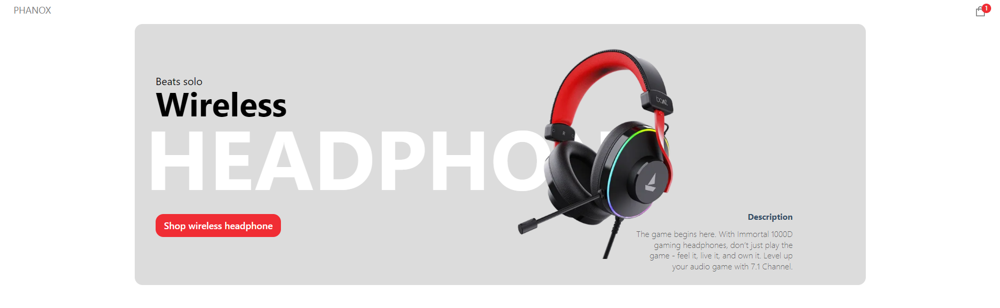 PHANOX
1
Beats solo
Wireless
HEADPHON
boAt
R
Shop wireless headphone
Description
The game begins here. With Immortal 1000D
gaming headphones, don't just play the
game - feel it, live it, and own it. Level up
your audio game with 7.1 Channel.